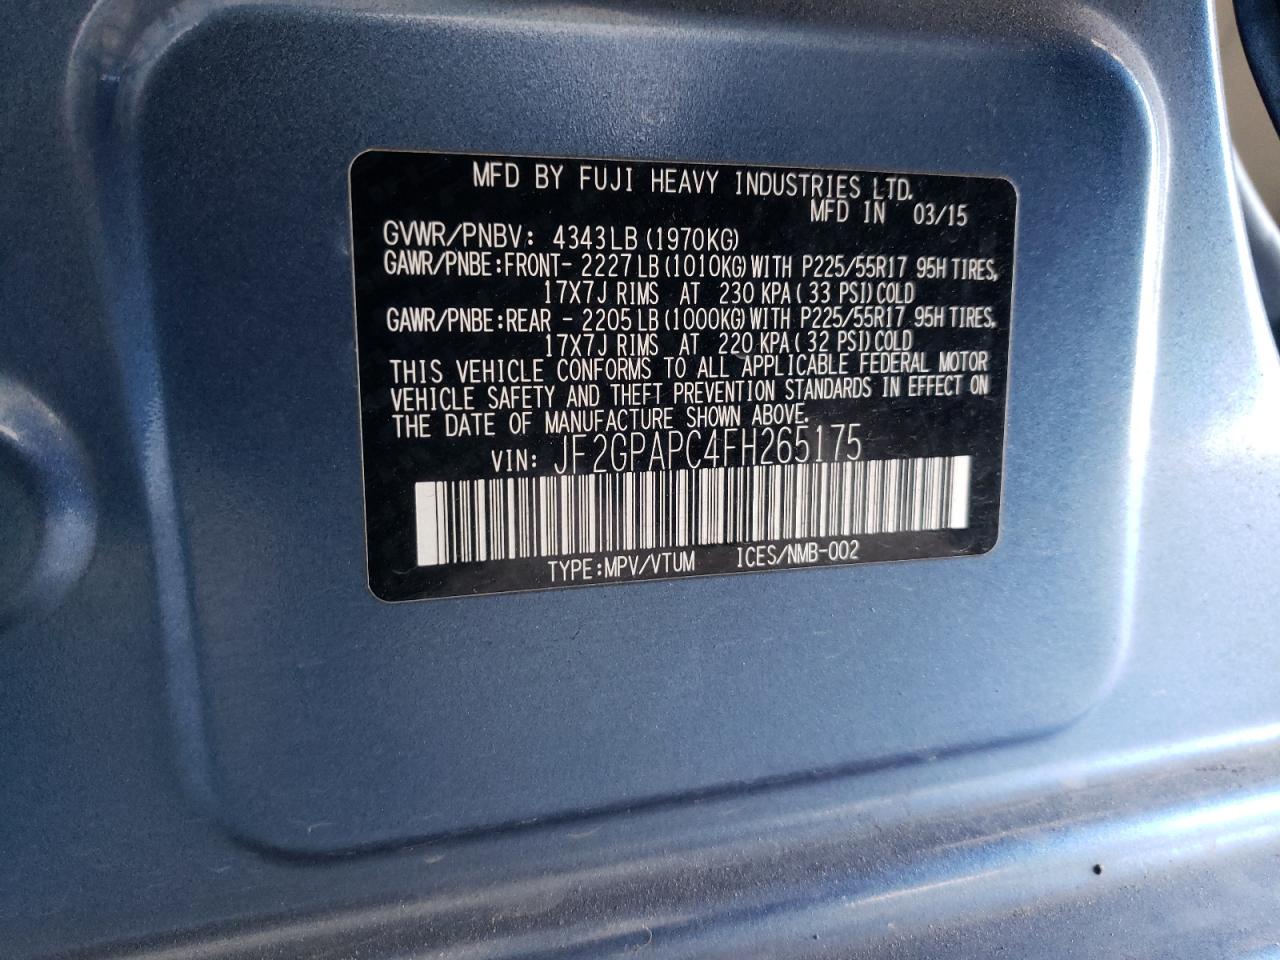 MFD BY FUJI HEAVY INDUSTRIES LTD.
MFD IN 03/15
GVWR/PNBV: 4343LB (1970KG)
GAWR/PNBE:FRONT- 2227LB (1010KG)WITH P225/55R17 95H TIRES,
17X7J RIMS AT 230 KPA( 33 PSI)COLD
GAWR/PNBE:REAR - 2205LB (1000KG)WITH P225/55R17 95H TIRES,
17X7J RIMS AT 220 KPA( 32 PSI)COLD
THIS VEHICLE CONFORMS TO ALL APPLICABLE FEDERAL MOTOR
VEHICLE SAFETY AND THEFT PREVENTION STANDARDS IN EFFECT ON
THE DATE OF MANUFACTURE SHOWN ABOVE.
VIN: JF2GPAPC4FH265175
TYPE:MPV/VTUM ICES/NMB-002